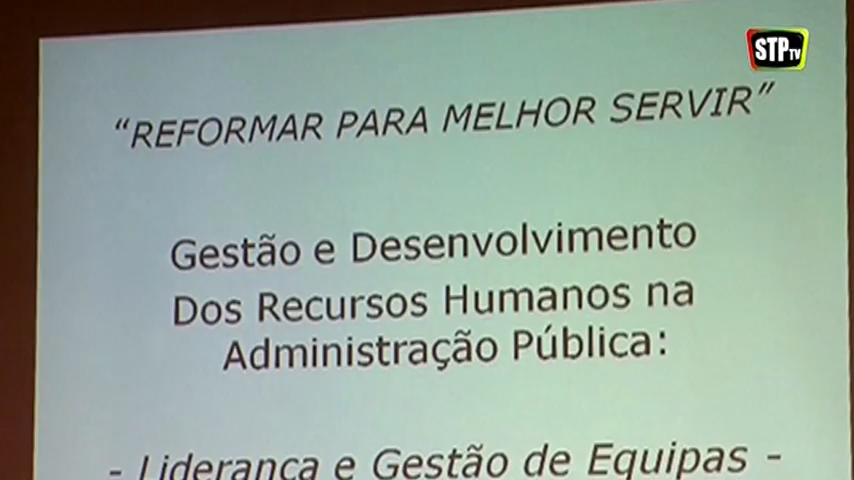 STPTV
“REFORMAR PARA MELHOR SERVIR”
Gestão e Desenvolvimento
Dos Recursos Humanos na
Administração Pública:
- Liderança e Gestão de Equipas -